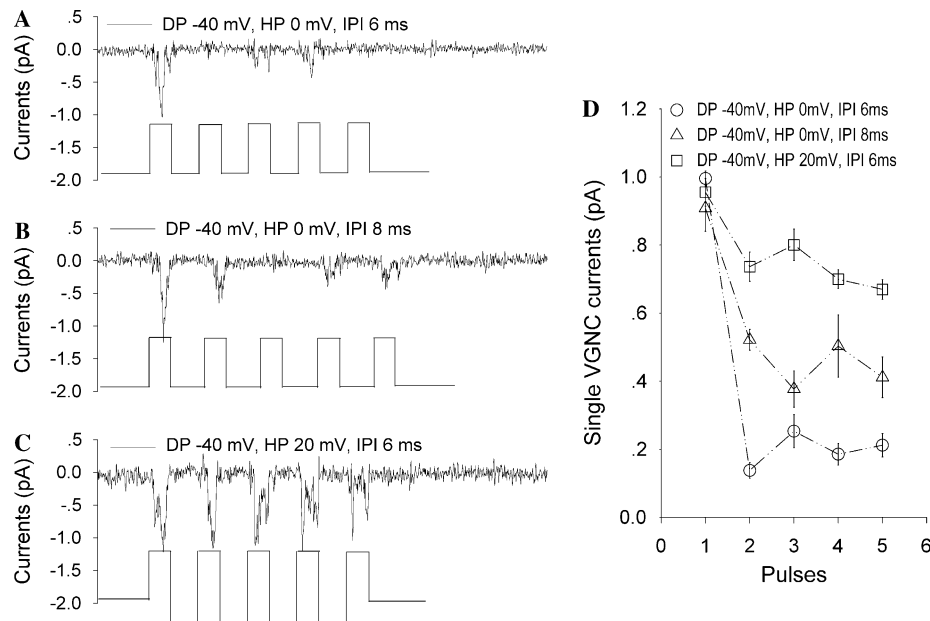 A
DP -40 mV, HP 0 mV, IPI 6 ms
Currents (pA)
.5
0.0
-.5
-1.0
-1.5
-2.0
B
DP -40 mV, HP 0 mV, IPI 8 ms
Currents (pA)
.5
0.0
-.5
-1.0
-1.5
-2.0
C
DP -40 mV, HP 20 mV, IPI 6 ms
Currents (pA)
.5
0.0
-.5
-1.0
-1.5
-2.0
D
DP -40mV, HP 0mV, IPI 6ms
DP -40mV, HP 0mV, IPI 8ms
DP -40mV, HP 20mV, IPI 6ms
Single VGNC currents (pA)
1.2
1.0
.8
.6
.4
.2
0.0
0 1 2 3 4 5 6
Pulses